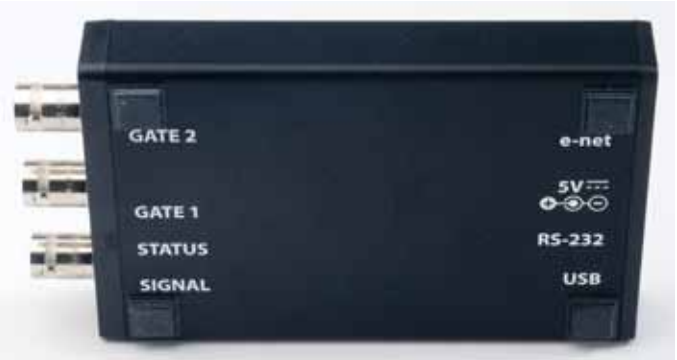 GATE 2
GATE 1
STATUS
SIGNAL
e-net
5V
RS-232
USB